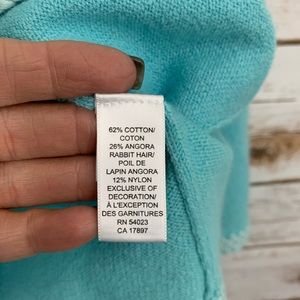 62% COTTON/
COTON
26% ANGORA
RABBIT HAIR/
POIL DE
LAPIN ANGORA
12% NYLON
EXCLUSIVE OF
DECORATION/
À L'EXCEPTION
DES GARNITURES
RN 54023
CA 17897